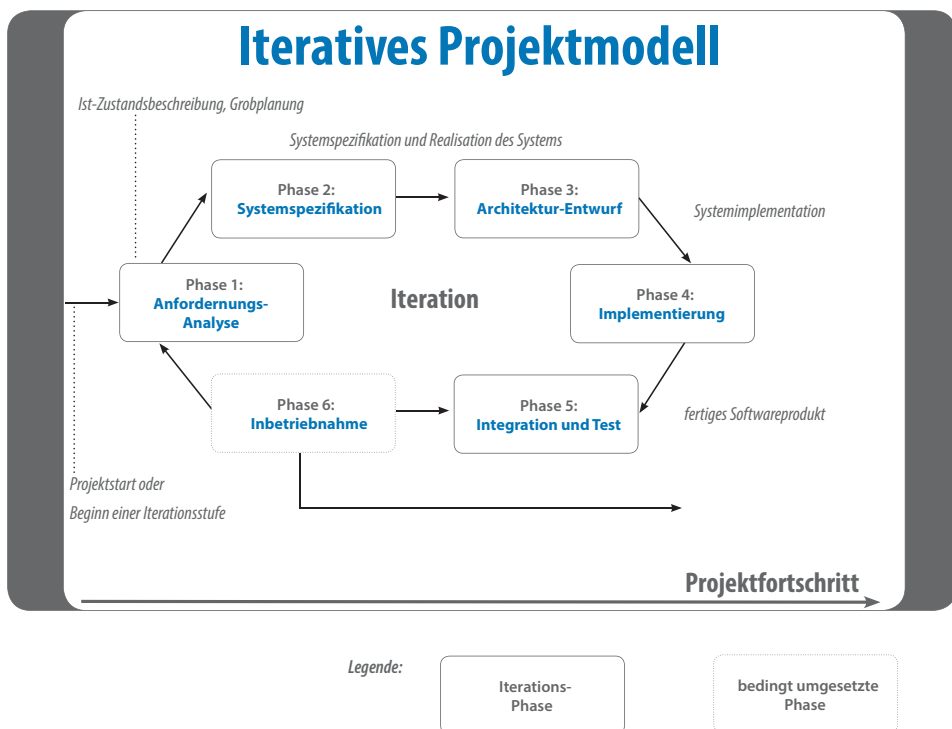 Iteratives Projektmodell
Ist-Zustandsbeschreibung, Grobplanung
Systemspezifikation und Realisation des Systems
Phase 2:
Systemspezifikation
Phase 3:
Architektur-Entwurf
Systemimplementation
Phase 1:
Anfordernungs-
Analyse
Iteration
Phase 4:
Implementierung
Phase 6:
Inbetriebnahme
Phase 5:
Integration und Test
fertiges Softwareprodukt
Projektstart oder
Beginn einer Iterationsstufe
Projektfortschritt
Legende:
Iterations-
Phase
bedingt umgesetzte
Phase